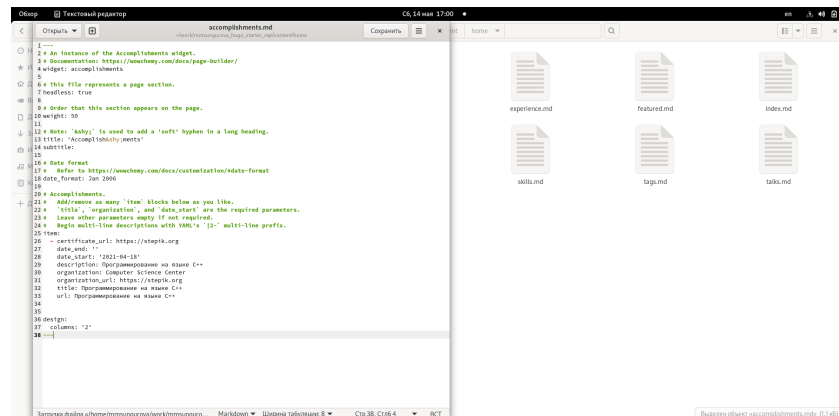 Обзор
Текстовый редактор
Сб, 14 мая 17:00
en
Открыть
accomplishments.md
Сохранить
home
1 ---
2 # An instance of the Accomplishments widget.
3 # Documentation: https://wowchemy.com/docs/page-builder/
4 widget: accomplishments
5
6 # This file represents a page section.
7 headless: true
8
9 # Order that this section appears on the page.
10 weight: 50
11
12 # Note: `&shy;` is used to add a 'soft' hyphen in a long heading.
13 title: 'Accomplish&shy;ments'
14 subtitle:
15
16 # Date format
17 #   Refer to https://wowchemy.com/docs/customization/#date-format
18 date_format: Jan 2006
19
20 # Accomplishments.
21 #   Add/remove as many `item` blocks below as you like.
22 #   `title`, `organization`, and `date_start` are the required parameters.
23 #   Leave other parameters empty if not required.
24 #   Begin multi-line descriptions with YAML's `|2-` multi-line prefix.
25 item:
26   - certificate_url: https://stepik.org
27     date_end: ''
28     date_start: '2021-04-18'
29     description: Программирование на языке C++
30     organization: Computer Science Center
31     organization_url: https://stepik.org
32     title: Программирование на языке C++
33     url: Программирование на языке C++
34
35
36 design:
37   columns: '2'
38 ---
experience.md
featured.md
index.md
skills.md
tags.md
talks.md
Markdown
Ширина табуляции: 8
Стр 38, Стлб 4
ВСТ
Выделен объект «accomplishments.md» (1,1 кБ)